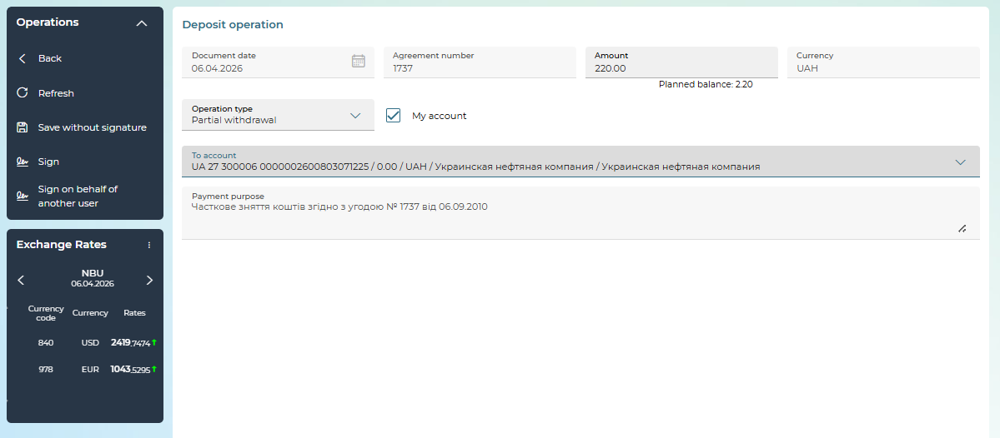 Operations
Back
Refresh
Save without signature
Sign
Sign on behalf of
another user
Exchange Rates
NBU
06.04.2026
Currency
code
Currency
Rates
840 USD 2419.7474
978 EUR 1043.5295
Deposit operation
Document date
06.04.2026
Agreement number
1737
Amount
220.00
Currency
UAH
Planned balance: 2.20
Operation type
Partial withdrawal
My account
To account
UA 27 300006 0000002600803071225 / 0.00 / UAH / Украинская нефтяная компания / Украинская нефтяная компания
Payment purpose
Часткове зняття коштів згідно з угодою № 1737 від 06.09.2010